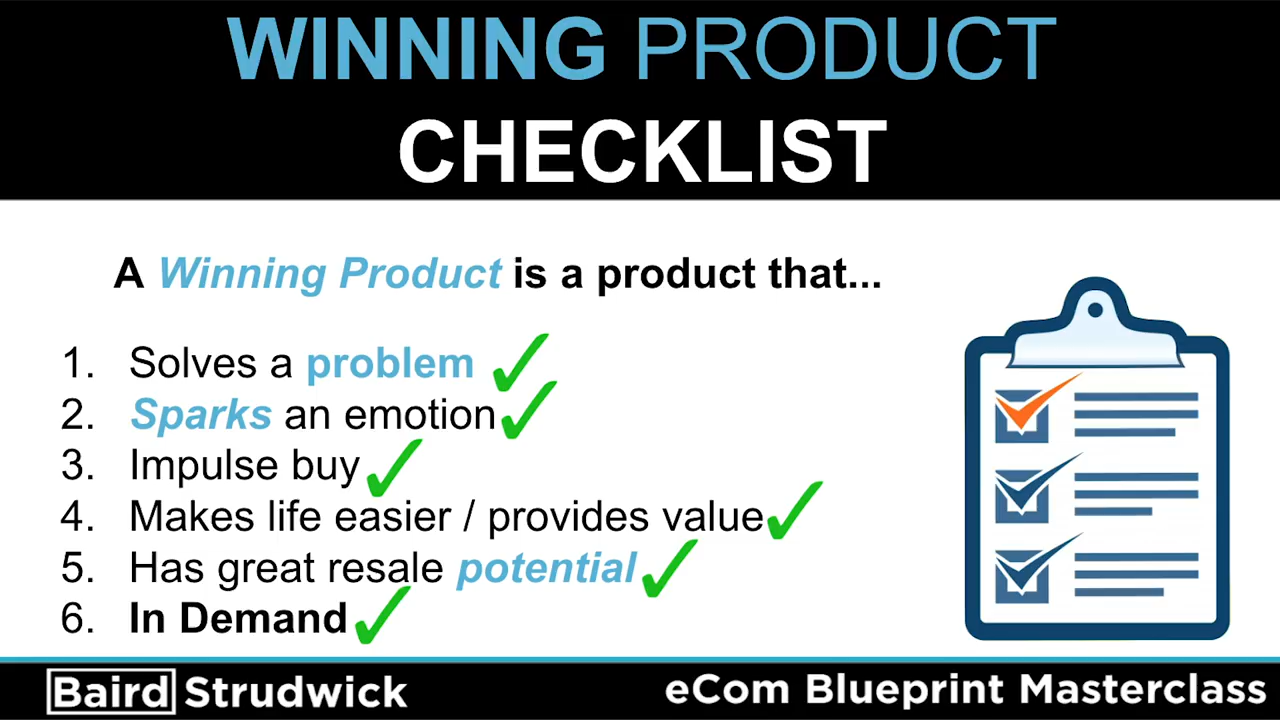 WINNING PRODUCT
CHECKLIST
A Winning Product is a product that...
1. Solves a problem
2. Sparks an emotion
3. Impulse buy
4. Makes life easier / provides value
5. Has great resale potential
6. In Demand
Baird Strudwick
eCom Blueprint Masterclass